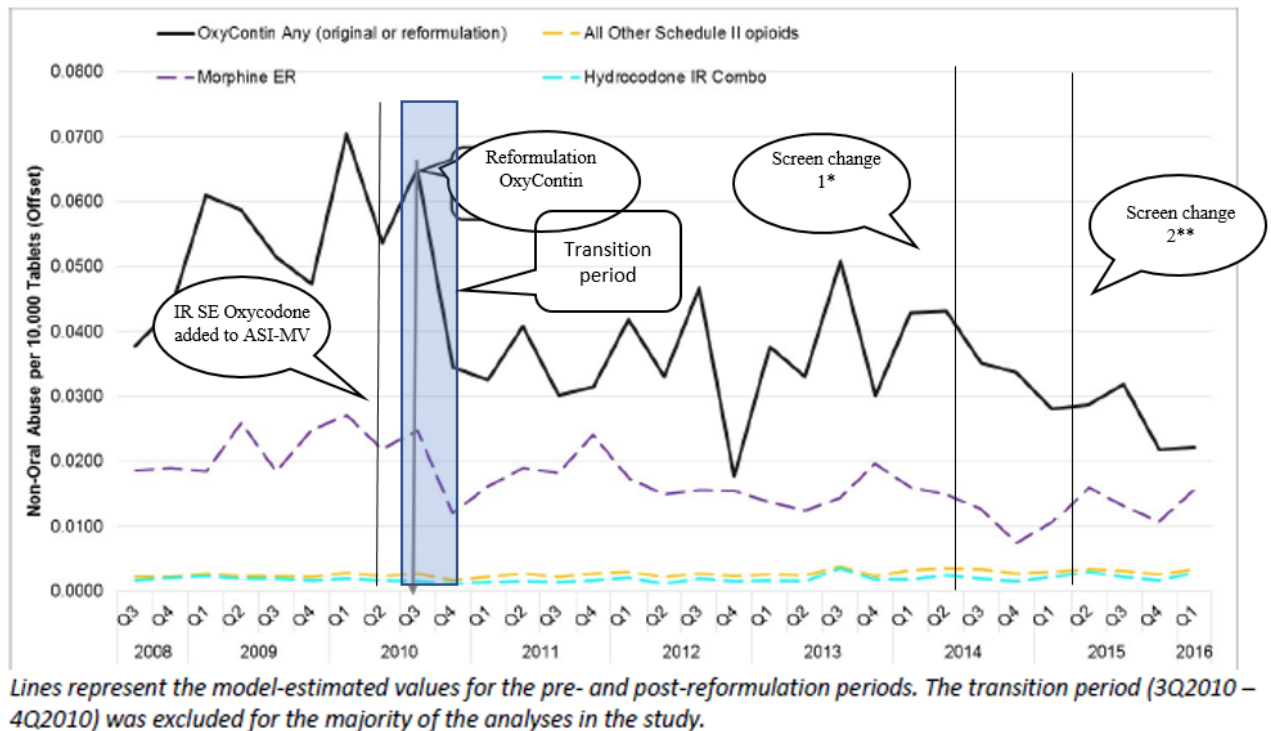 OxyContin Any (original or reformulation) All Other Schedule II opioids
Morphine ER Hydrocodone IR Combo
Non-Oral Abuse per 10,000 Tablets (Offset)
0.0800
0.0700
0.0600
0.0500
0.0400
0.0300
0.0200
0.0100
0.0000
Reformulation
OxyContin
Transition
period
IR SE Oxycodone
added to ASI-MV
Screen change
1*
Screen change
2**
Q3 Q4 Q1 Q2 Q3 Q4 Q1 Q2 Q3 Q4 Q1 Q2 Q3 Q4 Q1 Q2 Q3 Q4 Q1 Q2 Q3 Q4 Q1 Q2 Q3 Q4 Q1 Q2 Q3 Q4 Q1
2008 2009 2010 2011 2012 2013 2014 2015 2016
Lines represent the model-estimated values for the pre- and post-reformulation periods. The transition period (3Q2010 –
4Q2010) was excluded for the majority of the analyses in the study.